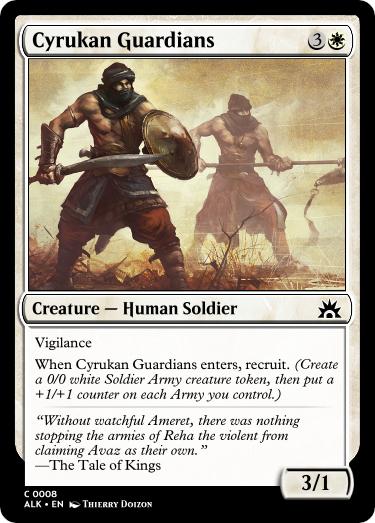 Cyrukan Guardians 3
Creature — Human Soldier
Vigilance
When Cyrukan Guardians enters, recruit. (Create
a 0/0 white Soldier Army creature token, then put a
+1/+1 counter on each Army you control.)
“Without watchful Ameret, there was nothing
stopping the armies of Reha the violent from
claiming Avaz as their own.”
—The Tale of Kings
3/1
C 0008
ALK • EN Thierry Doizon